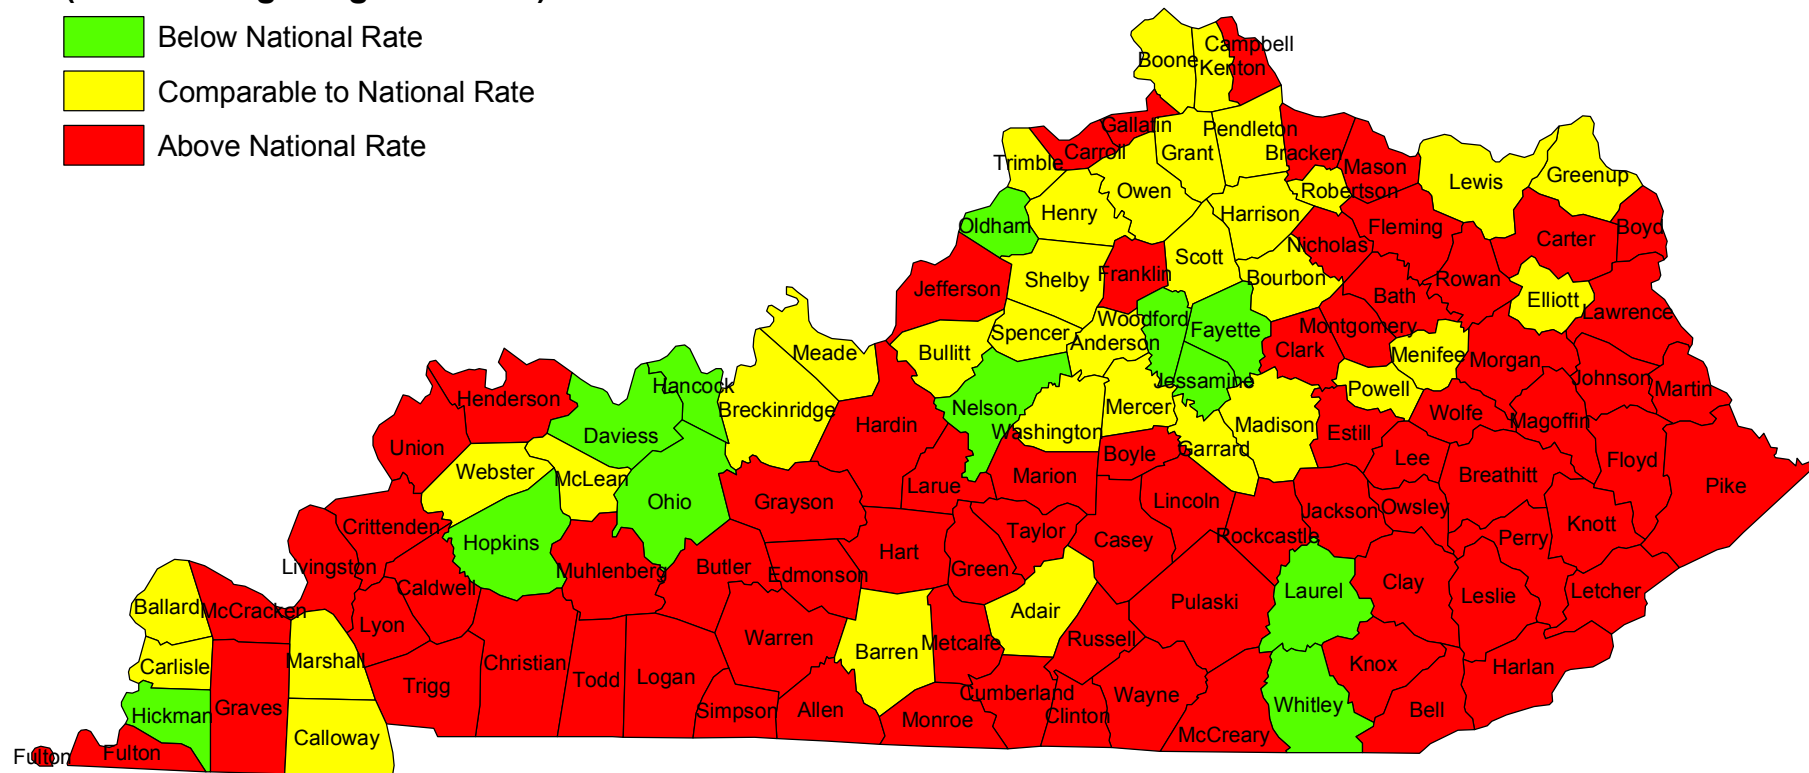 Below National Rate
Comparable to National Rate
Above National Rate
Campbell
Boone
Kenton
Gallatin
Pendleton
Carroll
Grant
Bracken
Trimble
Mason
Owen
Robertson
Lewis
Greenup
Henry
Harrison
Oldham
Fleming
Boyd
Nicholas
Carter
Scott
Shelby
Franklin
Bourbon
Rowan
Jefferson
Bath
Elliott
Lawrence
Woodford
Fayette
Montgomery
Spencer
Anderson
Clark
Bullitt
Meade
Menifee
Morgan
Johnson
Martin
Jessamine
Powell
Hancock
Henderson
Breckinridge
Nelson
Mercer
Wolfe
Magoffin
Hardin
Washington
Madison
Estill
Daviess
Union
Garrard
Boyle
Lee
Floyd
Webster
McLean
Marion
Breathitt
Larue
Pike
Ohio
Grayson
Lincoln
Jackson
Owsley
Crittenden
Taylor
Knott
Hopkins
Casey
Rockcastle
Perry
Hart
Livingston
Muhlenberg
Butler
Edmonson
Green
Caldwell
Clay
Laurel
Letcher
Leslie
Ballard
McCracken
Adair
Pulaski
Lyon
Warren
Metcalfe
Russell
Barren
Carlisle
Marshall
Christian
Knox
Harlan
Trigg
Todd
Logan
Cumberland
Wayne
Hickman
Graves
Simpson
Allen
Monroe
Clinton
Whitley
Bell
Calloway
McCreary
Fulton
Fulton